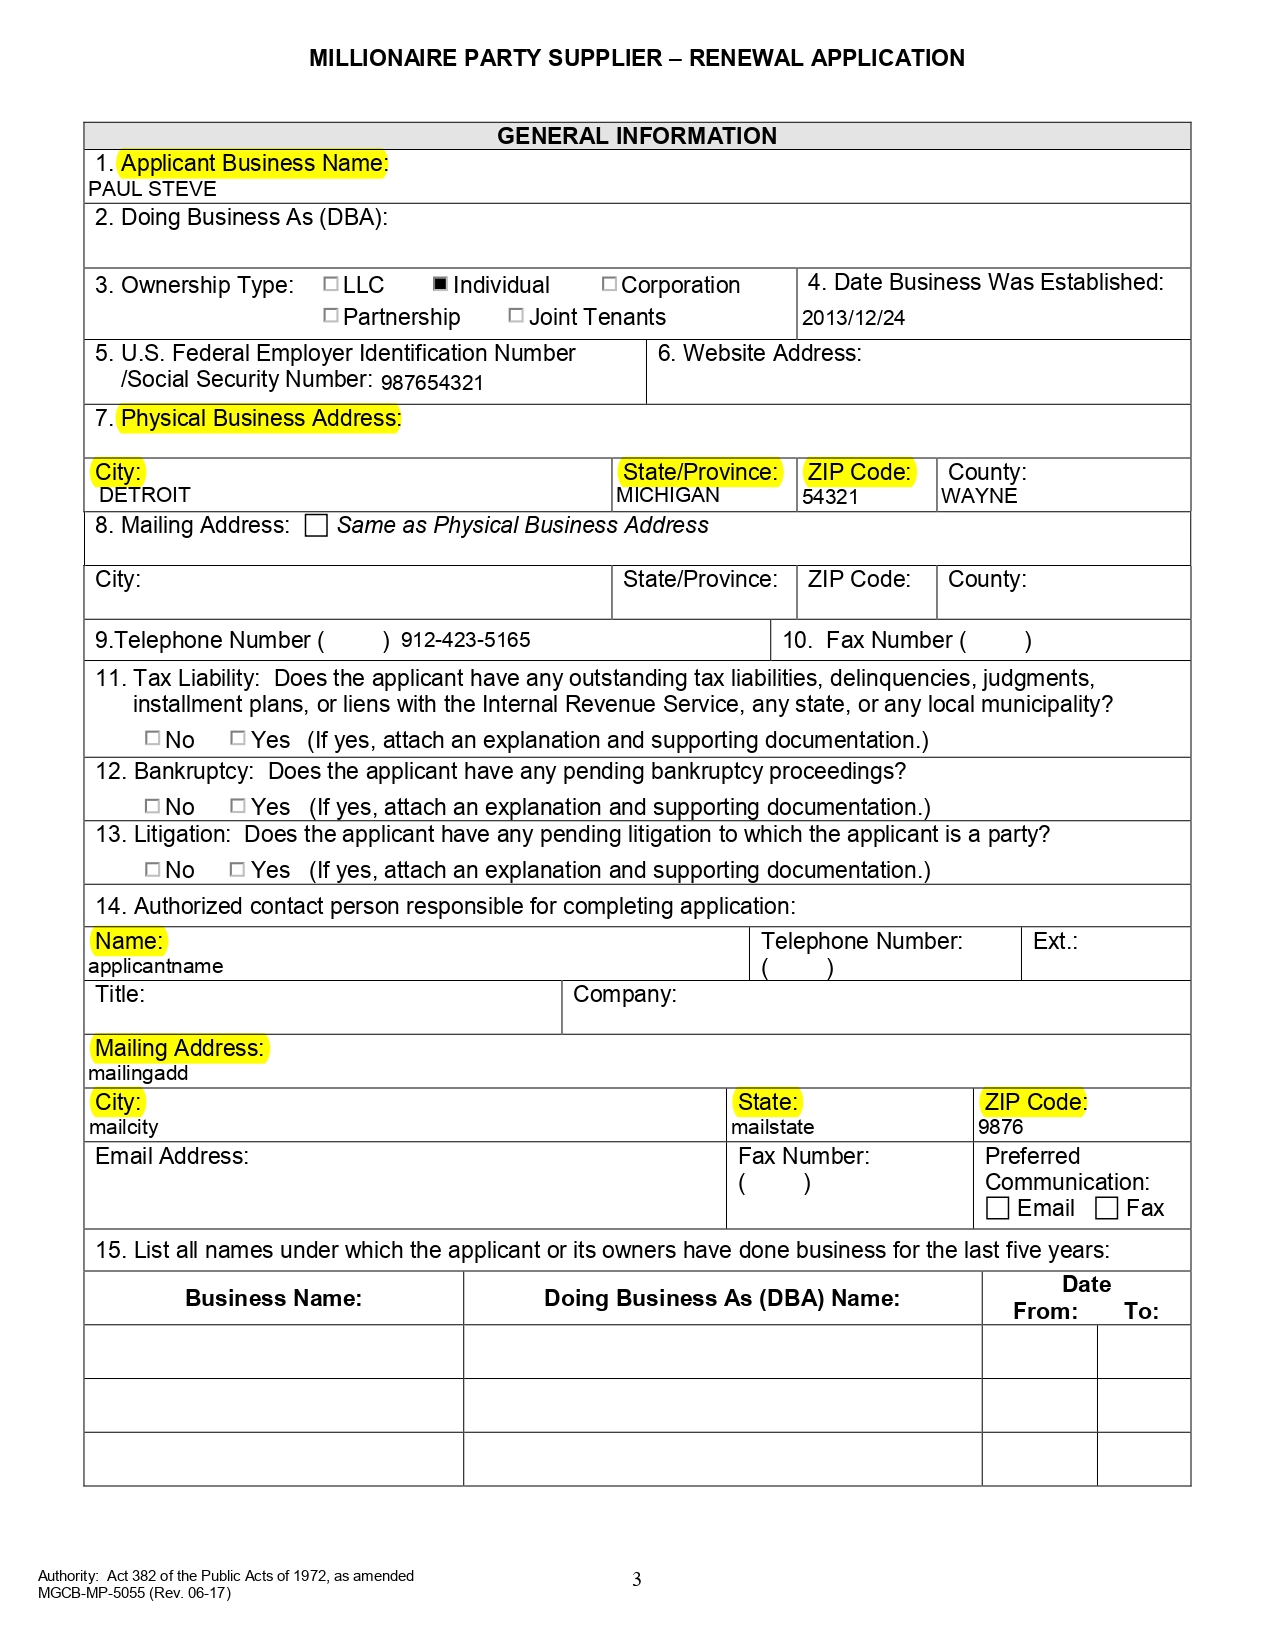 MILLIONAIRE PARTY SUPPLIER – RENEWAL APPLICATION
GENERAL INFORMATION
1. Applicant Business Name:
PAUL STEVE
2. Doing Business As (DBA):
3. Ownership Type: LLC Individual Corporation
Partnership Joint Tenants
4. Date Business Was Established:
2013/12/24
5. U.S. Federal Employer Identification Number
/Social Security Number: 987654321
6. Website Address:
7. Physical Business Address:
City: State/Province: ZIP Code: County:
DETROIT MICHIGAN 54321 WAYNE
8. Mailing Address: Same as Physical Business Address
City: State/Province: ZIP Code: County:
9.Telephone Number ( ) 912-423-5165 10. Fax Number ( )
11. Tax Liability: Does the applicant have any outstanding tax liabilities, delinquencies, judgments,
installment plans, or liens with the Internal Revenue Service, any state, or any local municipality?
No Yes (If yes, attach an explanation and supporting documentation.)
12. Bankruptcy: Does the applicant have any pending bankruptcy proceedings?
No Yes (If yes, attach an explanation and supporting documentation.)
13. Litigation: Does the applicant have any pending litigation to which the applicant is a party?
No Yes (If yes, attach an explanation and supporting documentation.)
14. Authorized contact person responsible for completing application:
Name: Telephone Number: Ext.:
applicantname ( )
Title: Company:
Mailing Address:
mailingadd
City: State: ZIP Code:
mailcity mailstate 9876
Email Address: Fax Number: Preferred
( ) Communication:
Email Fax
15. List all names under which the applicant or its owners have done business for the last five years:
Business Name: Doing Business As (DBA) Name: Date
From: To:
Authority: Act 382 of the Public Acts of 1972, as amended
MGCB-MP-5055 (Rev. 06-17)
3